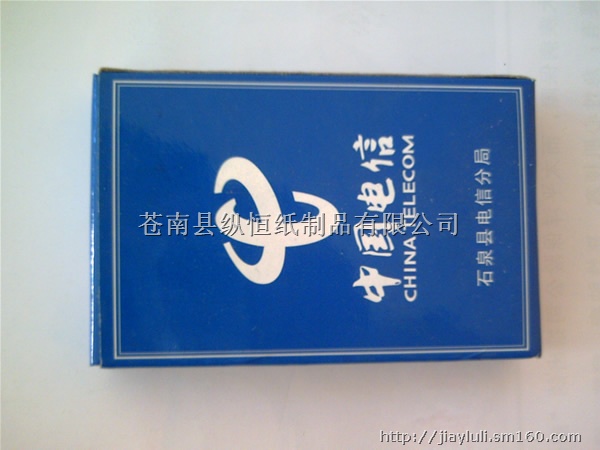 中国电信
CHINA TELECOM
石泉县电信分局
苍南县纵恒纸制品有限公司
http://jiayluli.sm160.com